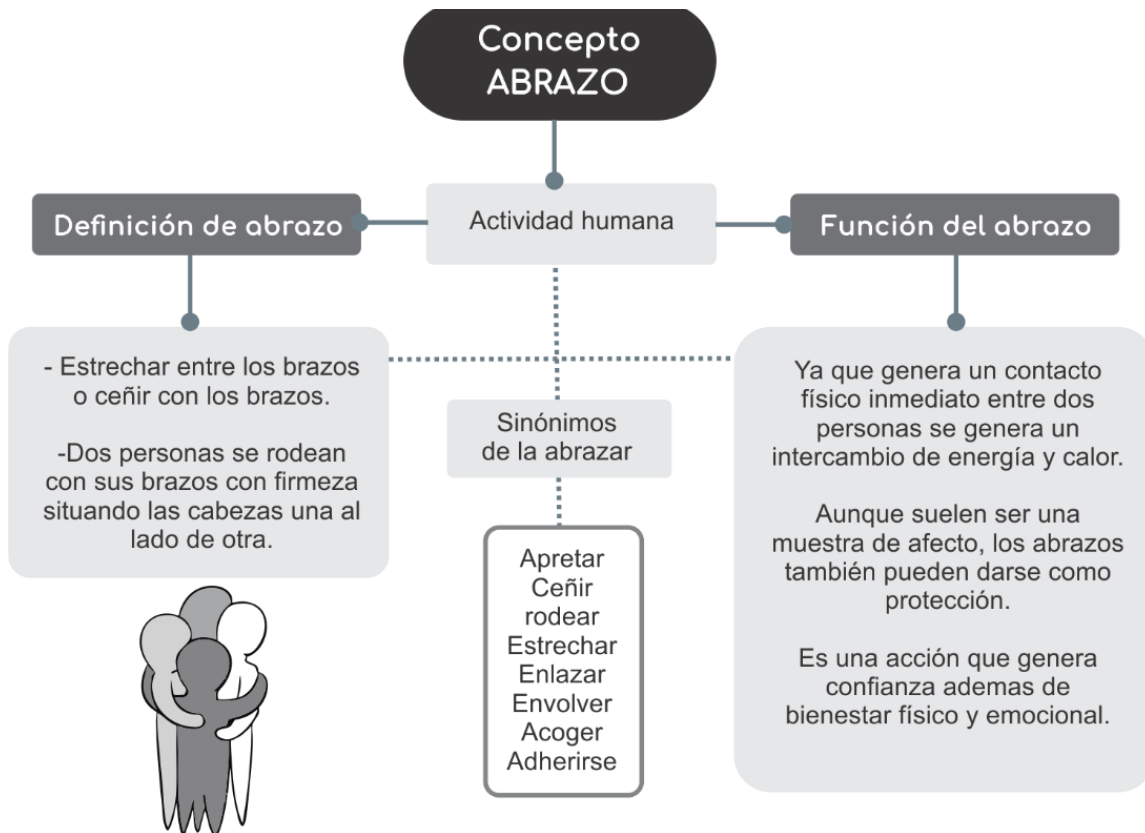 Concepto
ABRAZO
Definición de abrazo
Actividad humana
Función del abrazo
- Estrechar entre los brazos
o ceñir con los brazos.
-Dos personas se rodean
con sus brazos con firmeza
situando las cabezas una al
lado de otra.
Sinónimos
de la abrazar
Apretar
Ceñir
rodear
Estrechar
Enlazar
Envolver
Acoger
Adherirse
Ya que genera un contacto
físico inmediato entre dos
personas se genera un
intercambio de energía y calor.
Aunque suelen ser una
muestra de afecto, los abrazos
también pueden darse como
protección.
Es una acción que genera
confianza ademas de
bienestar físico y emocional.